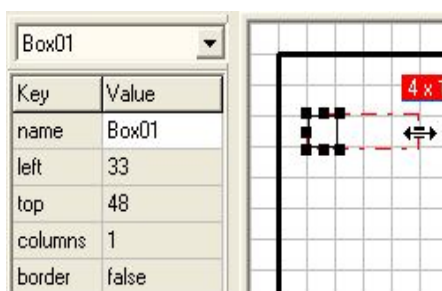 Box01
Key Value
name Box01
left 33
top 48
columns 1
border false
4 x